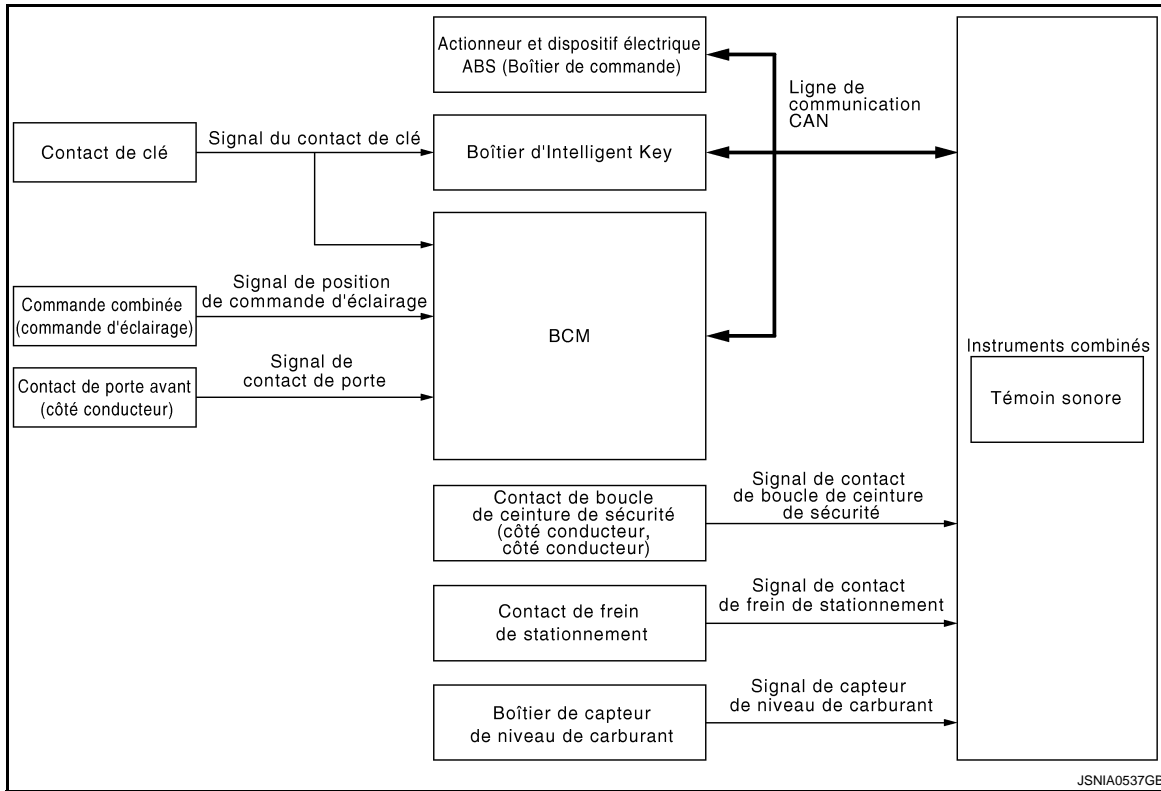 Actionneur et dispositif électrique
ABS (Boîtier de commande)
Ligne de
communication
CAN
Contact de clé
Signal du contact de clé
Boîtier d'Intelligent Key
Signal de position
de commande d'éclairage
Commande combinée
(commande d'éclairage)
BCM
Signal de
contact de porte
Contact de porte avant
(côté conducteur)
Instruments combinés
Témoin sonore
Contact de boucle
de ceinture de sécurité
(côté conducteur,
côté conducteur)
Signal de contact
de boucle de ceinture
de sécurité
Contact de frein
de stationnement
Signal de contact
de frein de stationnement
Boîtier de capteur
de niveau de carburant
Signal de capteur
de niveau de carburant
JSNIA0537GB